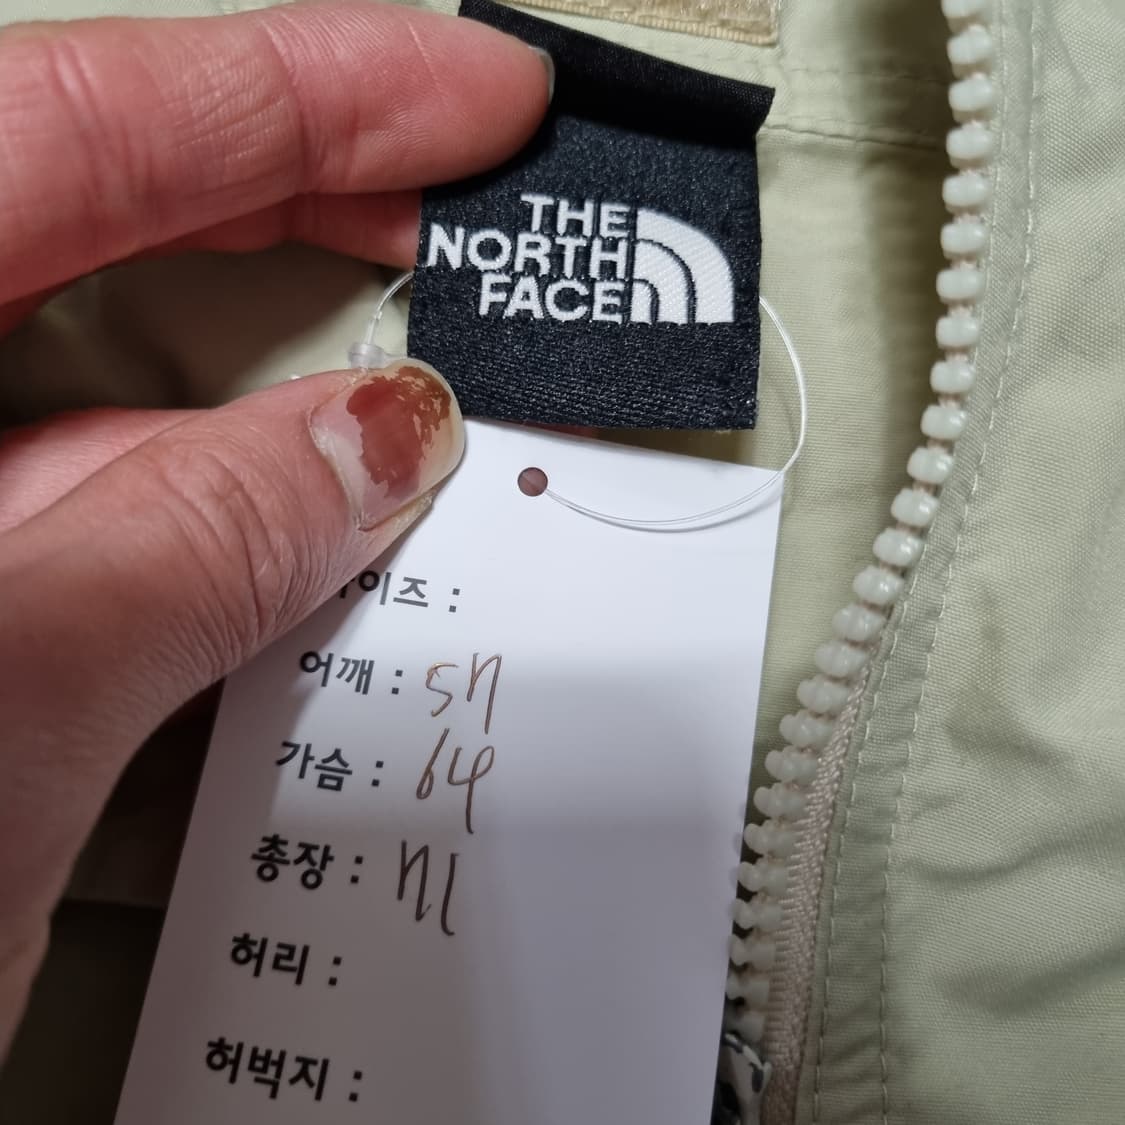 THE
NORTH
FACE
사이즈 :
어깨 : 57
가슴 : 64
총장 : 71
허리 :
허벅지 :